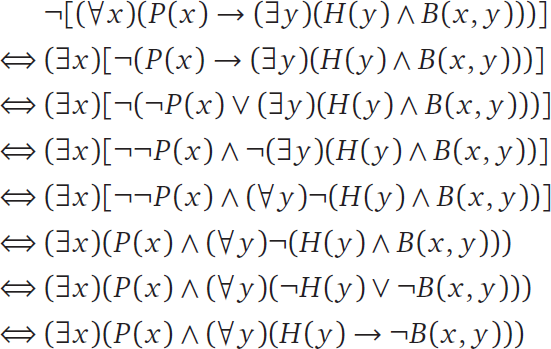 ¬[(∀x)(P(x) → (∃y)(H(y) ∧ B(x, y)))]
⟺ (∃x)[¬(P(x) → (∃y)(H(y) ∧ B(x, y)))]
⟺ (∃x)[¬(¬P(x) ∨ (∃y)(H(y) ∧ B(x, y)))]
⟺ (∃x)[¬¬P(x) ∧ ¬(∃y)(H(y) ∧ B(x, y))]
⟺ (∃x)[¬¬P(x) ∧ (∀y)¬(H(y) ∧ B(x, y))]
⟺ (∃x)(P(x) ∧ (∀y)¬(H(y) ∧ B(x, y)))
⟺ (∃x)(P(x) ∧ (∀y)(¬H(y) ∨ ¬B(x, y)))
⟺ (∃x)(P(x) ∧ (∀y)(H(y) → ¬B(x, y)))